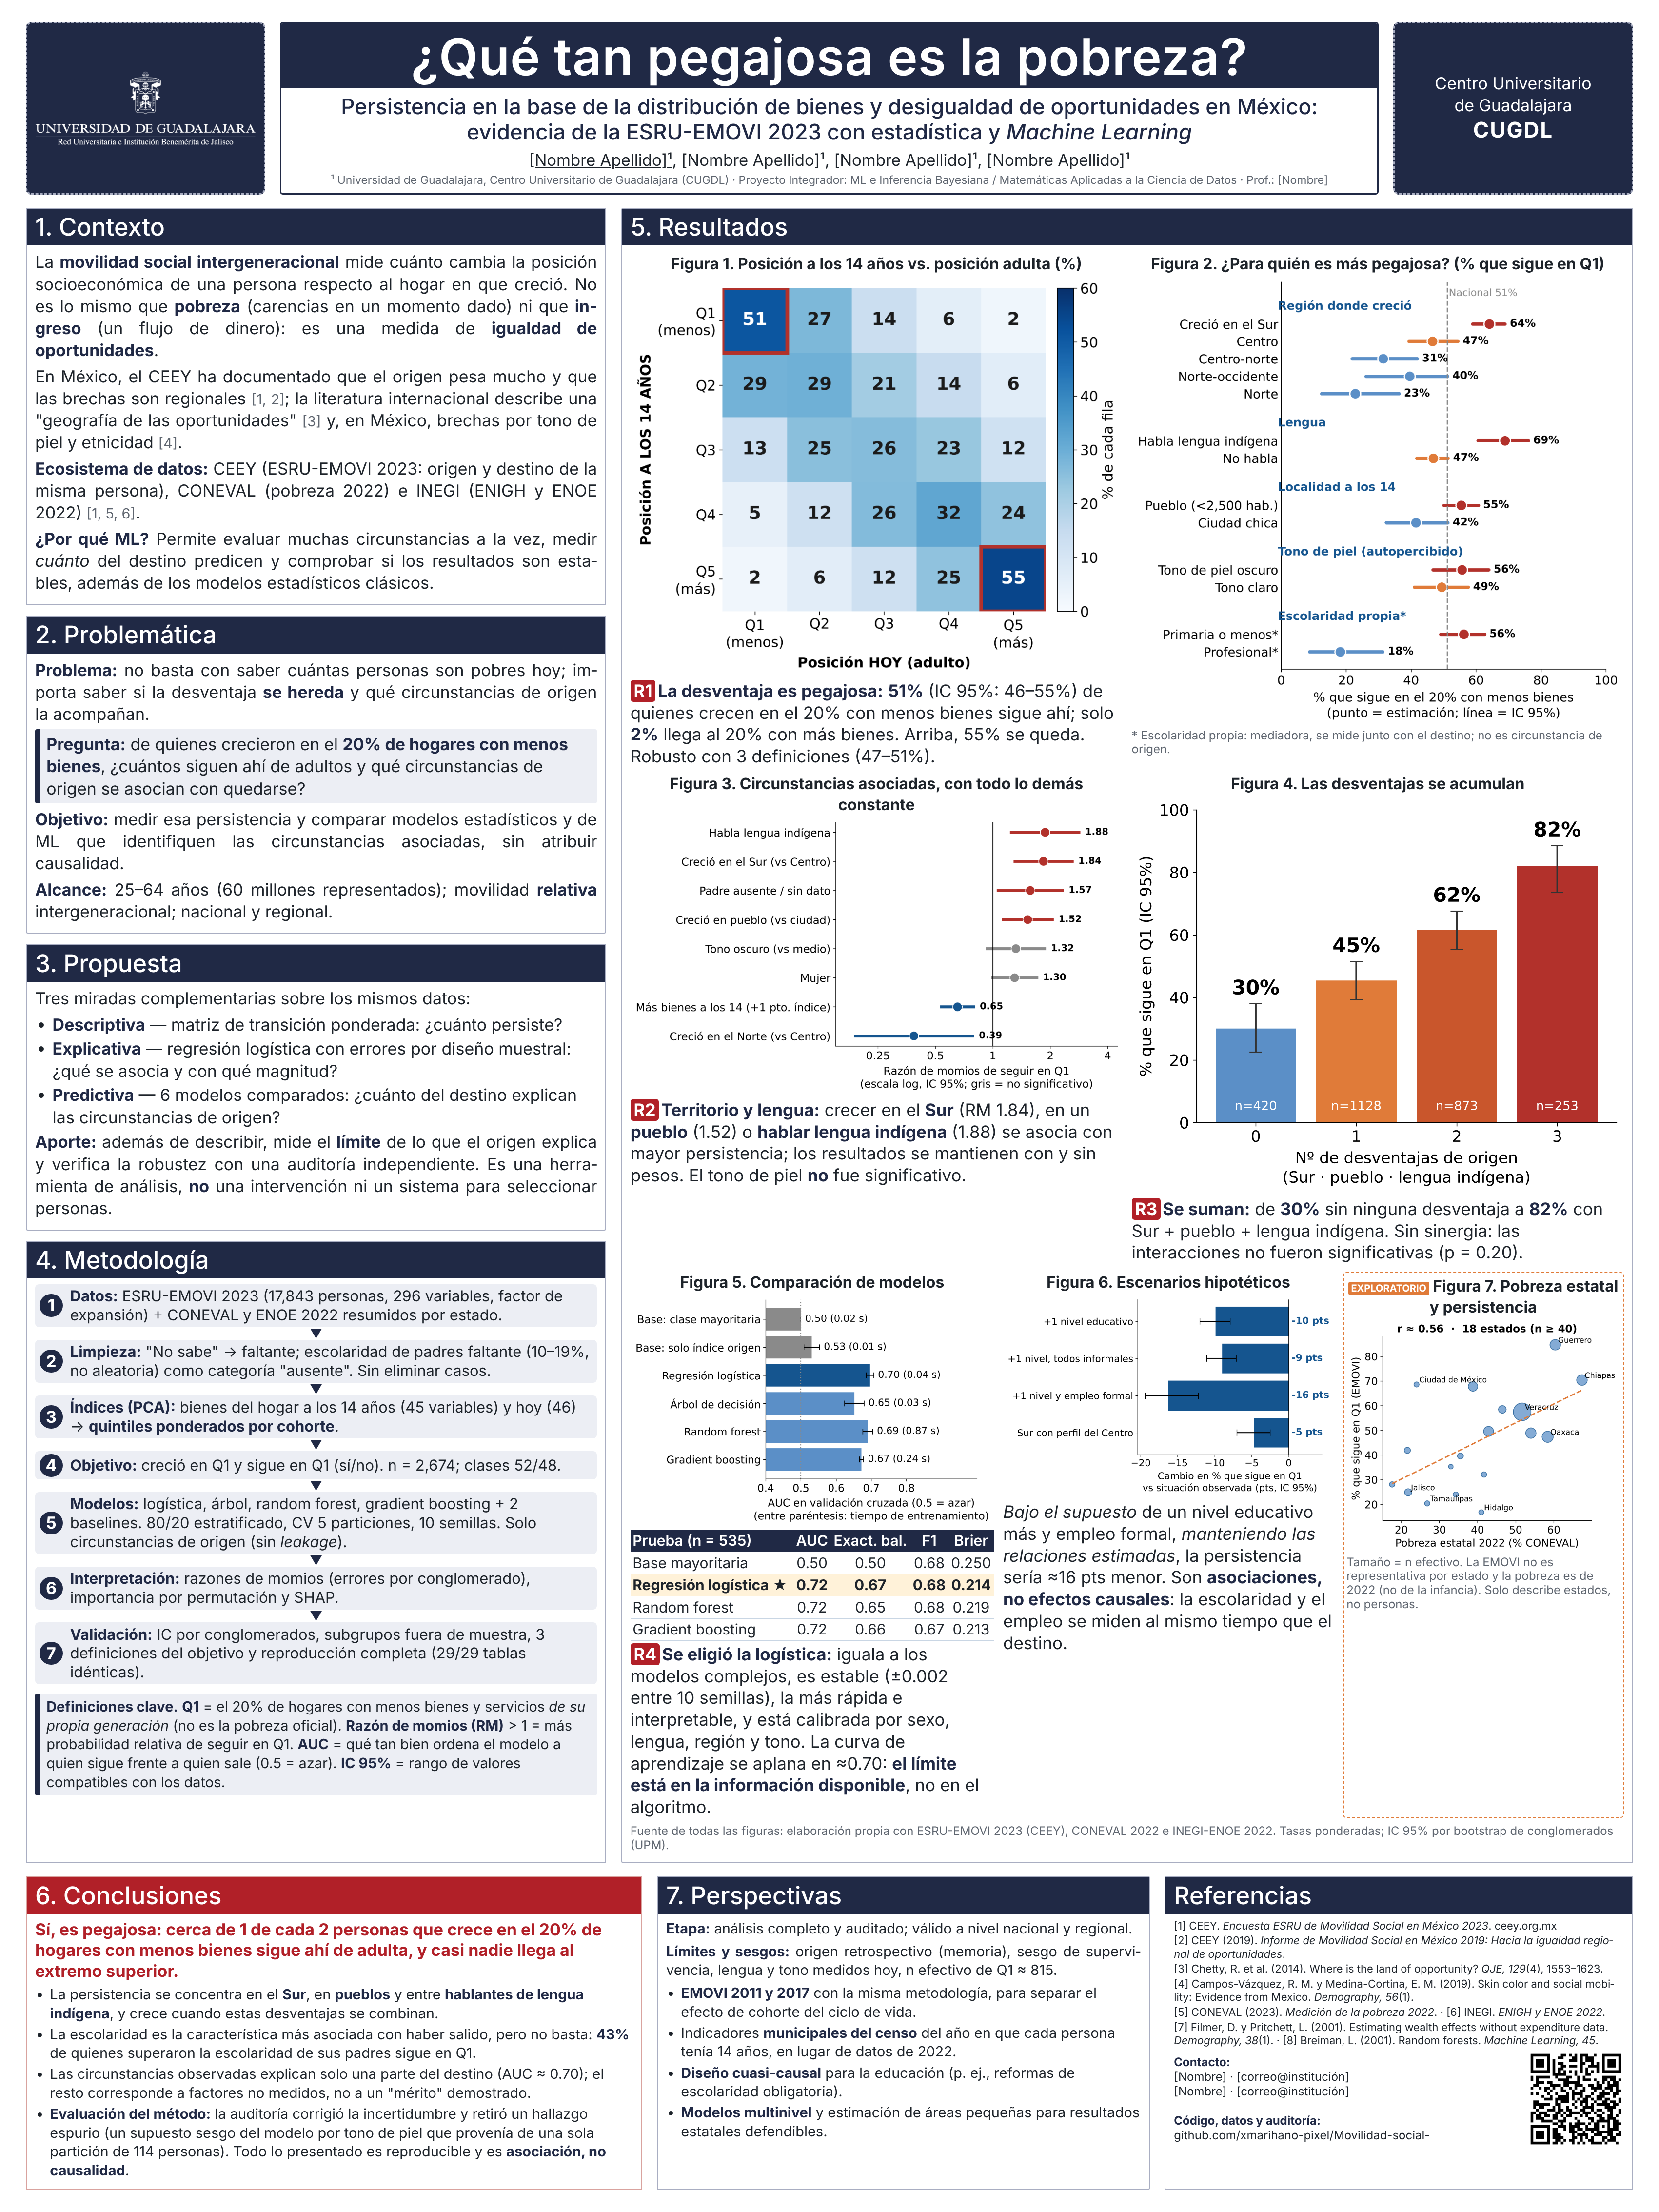 UNIVERSIDAD DE GUADALAJARA
Red Universitaria e Institución Benemérita de Jalisco
¿Qué tan pegajosa es la pobreza?
Persistencia en la base de la distribución de bienes y desigualdad de oportunidades en México:
evidencia de la ESRU-EMOVI 2023 con estadística y Machine Learning
[Nombre Apellido]¹, [Nombre Apellido]¹, [Nombre Apellido]¹, [Nombre Apellido]¹
¹ Universidad de Guadalajara, Centro Universitario de Guadalajara (CUGDL) · Proyecto Integrador: ML e Inferencia Bayesiana / Matemáticas Aplicadas a la Ciencia de Datos · Prof.: [Nombre]
Centro Universitario
de Guadalajara
CUGDL
1. Contexto
La movilidad social intergeneracional mide cuánto cambia la posición
socioeconómica de una persona respecto al hogar en que creció. No
es lo mismo que pobreza (carencias en un momento dado) ni que in-
greso (un flujo de dinero): es una medida de igualdad de
oportunidades.
En México, el CEEY ha documentado que el origen pesa mucho y que
las brechas son regionales [1, 2]; la literatura internacional describe una
"geografía de las oportunidades" [3] y, en México, brechas por tono de
piel y etnicidad [4].
Ecosistema de datos: CEEY (ESRU-EMOVI 2023: origen y destino de la
misma persona), CONEVAL (pobreza 2022) e INEGI (ENIGH y ENOE
2022) [1, 5, 6].
¿Por qué ML? Permite evaluar muchas circunstancias a la vez, medir
cuánto del destino predicen y comprobar si los resultados son esta-
bles, además de los modelos estadísticos clásicos.
2. Problemática
Problema: no basta con saber cuántas personas son pobres hoy; im-
porta saber si la desventaja se hereda y qué circunstancias de origen
la acompañan.
Pregunta: de quienes crecieron en el 20% de hogares con menos
bienes, ¿cuántos siguen ahí de adultos y qué circunstancias de
origen se asocian con quedarse?
Objetivo: medir esa persistencia y comparar modelos estadísticos y de
ML que identifiquen las circunstancias asociadas, sin atribuir
causalidad.
Alcance: 25–64 años (60 millones representados); movilidad relativa
intergeneracional; nacional y regional.
3. Propuesta
Tres miradas complementarias sobre los mismos datos:
• Descriptiva — matriz de transición ponderada: ¿cuánto persiste?
• Explicativa — regresión logística con errores por diseño muestral:
¿qué se asocia y con qué magnitud?
• Predictiva — 6 modelos comparados: ¿cuánto del destino explican
las circunstancias de origen?
Aporte: además de describir, mide el límite de lo que el origen explica
y verifica la robustez con una auditoría independiente. Es una herra-
mienta de análisis, no una intervención ni un sistema para seleccionar
personas.
4. Metodología
1 Datos: ESRU-EMOVI 2023 (17,843 personas, 296 variables, factor de
expansión) + CONEVAL y ENOE 2022 resumidos por estado.
2 Limpieza: "No sabe" → faltante; escolaridad de padres faltante (10–19%,
no aleatoria) como categoría "ausente". Sin eliminar casos.
3 Índices (PCA): bienes del hogar a los 14 años (45 variables) y hoy (46)
→ quintiles ponderados por cohorte.
4 Objetivo: creció en Q1 y sigue en Q1 (sí/no). n = 2,674; clases 52/48.
5 Modelos: logística, árbol, random forest, gradient boosting + 2
baselines. 80/20 estratificado, CV 5 particiones, 10 semillas. Solo
circunstancias de origen (sin leakage).
6 Interpretación: razones de momios (errores por conglomerado),
importancia por permutación y SHAP.
7 Validación: IC por conglomerados, subgrupos fuera de muestra, 3
definiciones del objetivo y reproducción completa (29/29 tablas
idénticas).
Definiciones clave. Q1 = el 20% de hogares con menos bienes y servicios de su
propia generación (no es la pobreza oficial). Razón de momios (RM) > 1 = más
probabilidad relativa de seguir en Q1. AUC = qué tan bien ordena el modelo a
quien sigue frente a quien sale (0.5 = azar). IC 95% = rango de valores
compatibles con los datos.
5. Resultados
Figura 1. Posición a los 14 años vs. posición adulta (%)
Posición A LOS 14 AÑOS
Q1 (menos) 51 27 14 6 2
Q2 29 29 21 14 6
Q3 13 25 26 23 12
Q4 5 12 26 32 24
Q5 (más) 2 6 12 25 55
Q1 (menos) Q2 Q3 Q4 Q5 (más)
Posición HOY (adulto)
60
50
40
30
20
10
0
% de cada fila
R1 La desventaja es pegajosa: 51% (IC 95%: 46–55%) de
quienes crecen en el 20% con menos bienes sigue ahí; solo
2% llega al 20% con más bienes. Arriba, 55% se queda.
Robusto con 3 definiciones (47–51%).
Figura 2. ¿Para quién es más pegajosa? (% que sigue en Q1)
Nacional 51%
Región donde creció
Creció en el Sur 64%
Centro 47%
Centro-norte 31%
Norte-occidente 40%
Norte 23%
Lengua
Habla lengua indígena 69%
No habla 47%
Localidad a los 14
Pueblo (<2,500 hab.) 55%
Ciudad chica 42%
Tono de piel (autopercibido)
Tono de piel oscuro 56%
Tono claro 49%
Escolaridad propia*
Primaria o menos* 56%
Profesional* 18%
0 20 40 60 80 100
% que sigue en el 20% con menos bienes
(punto = estimación; línea = IC 95%)
* Escolaridad propia: mediadora, se mide junto con el destino; no es circunstancia de
origen.
Figura 3. Circunstancias asociadas, con todo lo demás
constante
Habla lengua indígena 1.88
Creció en el Sur (vs Centro) 1.84
Padre ausente / sin dato 1.57
Creció en pueblo (vs ciudad) 1.52
Tono oscuro (vs medio) 1.32
Mujer 1.30
Más bienes a los 14 (+1 pto. índice) 0.65
Creció en el Norte (vs Centro) 0.39
0.25 0.5 1 2 4
Razón de momios de seguir en Q1
(escala log, IC 95%; gris = no significativo)
R2 Territorio y lengua: crecer en el Sur (RM 1.84), en un
pueblo (1.52) o hablar lengua indígena (1.88) se asocia con
mayor persistencia; los resultados se mantienen con y sin
pesos. El tono de piel no fue significativo.
Figura 4. Las desventajas se acumulan
% que sigue en Q1 (IC 95%)
100
80
60
40
20
0
30% 45% 62% 82%
n=420 n=1128 n=873 n=253
0 1 2 3
Nº de desventajas de origen
(Sur · pueblo · lengua indígena)
R3 Se suman: de 30% sin ninguna desventaja a 82% con
Sur + pueblo + lengua indígena. Sin sinergia: las
interacciones no fueron significativas (p = 0.20).
Figura 5. Comparación de modelos
Base: clase mayoritaria 0.50 (0.02 s)
Base: solo índice origen 0.53 (0.01 s)
Regresión logística 0.70 (0.04 s)
Árbol de decisión 0.65 (0.03 s)
Random forest 0.69 (0.87 s)
Gradient boosting 0.67 (0.24 s)
0.4 0.5 0.6 0.7 0.8
AUC en validación cruzada (0.5 = azar)
(entre paréntesis: tiempo de entrenamiento)
Prueba (n = 535) AUC Exact. bal. F1 Brier
Base mayoritaria 0.50 0.50 0.68 0.250
Regresión logística ★ 0.72 0.67 0.68 0.214
Random forest 0.72 0.65 0.68 0.219
Gradient boosting 0.72 0.66 0.67 0.213
R4 Se eligió la logística: iguala a los
modelos complejos, es estable (±0.002
entre 10 semillas), la más rápida e
interpretable, y está calibrada por sexo,
lengua, región y tono. La curva de
aprendizaje se aplana en ≈0.70: el límite
está en la información disponible, no en el
algoritmo.
Figura 6. Escenarios hipotéticos
+1 nivel educativo -10 pts
+1 nivel, todos informales -9 pts
+1 nivel y empleo formal -16 pts
Sur con perfil del Centro -5 pts
−20 −15 −10 −5 0
Cambio en % que sigue en Q1
vs situación observada (pts, IC 95%)
Bajo el supuesto de un nivel educativo
más y empleo formal, manteniendo las
relaciones estimadas, la persistencia
sería ≈16 pts menor. Son asociaciones,
no efectos causales: la escolaridad y el
empleo se miden al mismo tiempo que el
destino.
EXPLORATORIO Figura 7. Pobreza estatal
y persistencia
r ≈ 0.56 · 18 estados (n ≥ 40)
% que sigue en Q1 (EMOVI)
80
70
60
50
40
30
20
Guerrero
Chiapas
Ciudad de México
Veracruz
Oaxaca
Jalisco
Tamaulipas
Hidalgo
20 30 40 50 60
Pobreza estatal 2022 (% CONEVAL)
Tamaño = n efectivo. La EMOVI no es
representativa por estado y la pobreza es de
2022 (no de la infancia). Solo describe estados,
no personas.
Fuente de todas las figuras: elaboración propia con ESRU-EMOVI 2023 (CEEY), CONEVAL 2022 e INEGI-ENOE 2022. Tasas ponderadas; IC 95% por bootstrap de conglomerados
(UPM).
6. Conclusiones
Sí, es pegajosa: cerca de 1 de cada 2 personas que crece en el 20% de
hogares con menos bienes sigue ahí de adulta, y casi nadie llega al
extremo superior.
• La persistencia se concentra en el Sur, en pueblos y entre hablantes de lengua
indígena, y crece cuando estas desventajas se combinan.
• La escolaridad es la característica más asociada con haber salido, pero no basta: 43%
de quienes superaron la escolaridad de sus padres sigue en Q1.
• Las circunstancias observadas explican solo una parte del destino (AUC ≈ 0.70); el
resto corresponde a factores no medidos, no a un "mérito" demostrado.
• Evaluación del método: la auditoría corrigió la incertidumbre y retiró un hallazgo
espurio (un supuesto sesgo del modelo por tono de piel que provenía de una sola
partición de 114 personas). Todo lo presentado es reproducible y es asociación, no
causalidad.
7. Perspectivas
Etapa: análisis completo y auditado; válido a nivel nacional y regional.
Límites y sesgos: origen retrospectivo (memoria), sesgo de supervi-
vencia, lengua y tono medidos hoy, n efectivo de Q1 ≈ 815.
• EMOVI 2011 y 2017 con la misma metodología, para separar el
efecto de cohorte del ciclo de vida.
• Indicadores municipales del censo del año en que cada persona
tenía 14 años, en lugar de datos de 2022.
• Diseño cuasi-causal para la educación (p. ej., reformas de
escolaridad obligatoria).
• Modelos multinivel y estimación de áreas pequeñas para resultados
estatales defendibles.
Referencias
[1] CEEY. Encuesta ESRU de Movilidad Social en México 2023. ceey.org.mx
[2] CEEY (2019). Informe de Movilidad Social en México 2019: Hacia la igualdad regio-
nal de oportunidades.
[3] Chetty, R. et al. (2014). Where is the land of opportunity? QJE, 129(4), 1553–1623.
[4] Campos-Vázquez, R. M. y Medina-Cortina, E. M. (2019). Skin color and social mobi-
lity: Evidence from Mexico. Demography, 56(1).
[5] CONEVAL (2023). Medición de la pobreza 2022. · [6] INEGI. ENIGH y ENOE 2022.
[7] Filmer, D. y Pritchett, L. (2001). Estimating wealth effects without expenditure data.
Demography, 38(1). · [8] Breiman, L. (2001). Random forests. Machine Learning, 45.
Contacto:
[Nombre] · [correo@institución]
[Nombre] · [correo@institución]
Código, datos y auditoría:
github.com/xmarihano-pixel/Movilidad-social-